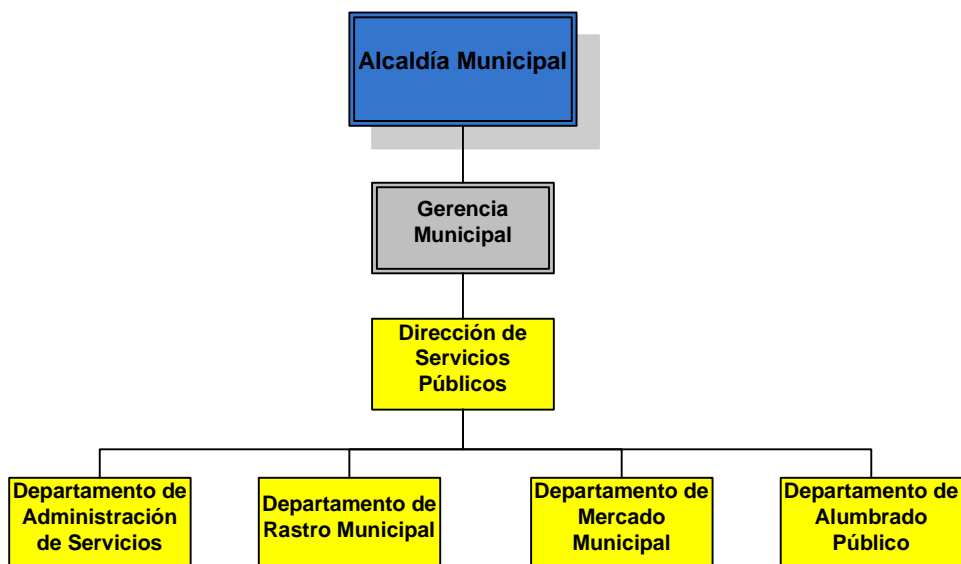 Alcaldía Municipal
Gerencia
Municipal
Dirección de
Servicios
Públicos
Departamento de
Administración
de Servicios
Departamento de
Rastro Municipal
Departamento de
Mercado
Municipal
Departamento de
Alumbrado
Público